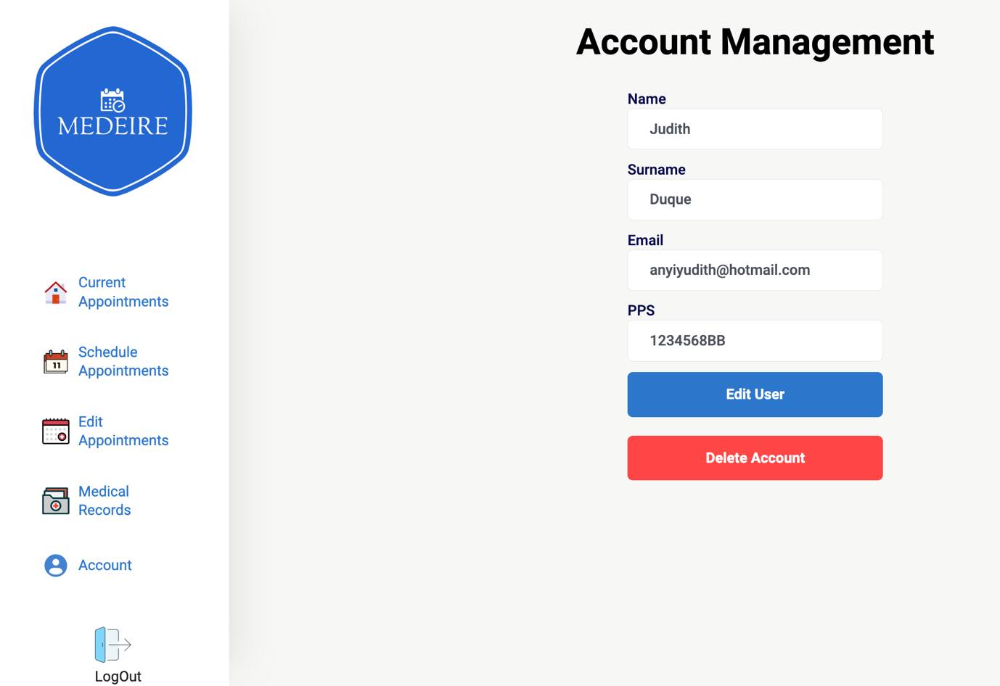 MEDEIRE
Current
Appointments
11
Schedule
Appointments
Edit
Appointments
Medical
Records
Account
LogOut
Account Management
Name
Judith
Surname
Duque
Email
anyiyudith@hotmail.com
PPS
1234568BB
Edit User
Delete Account